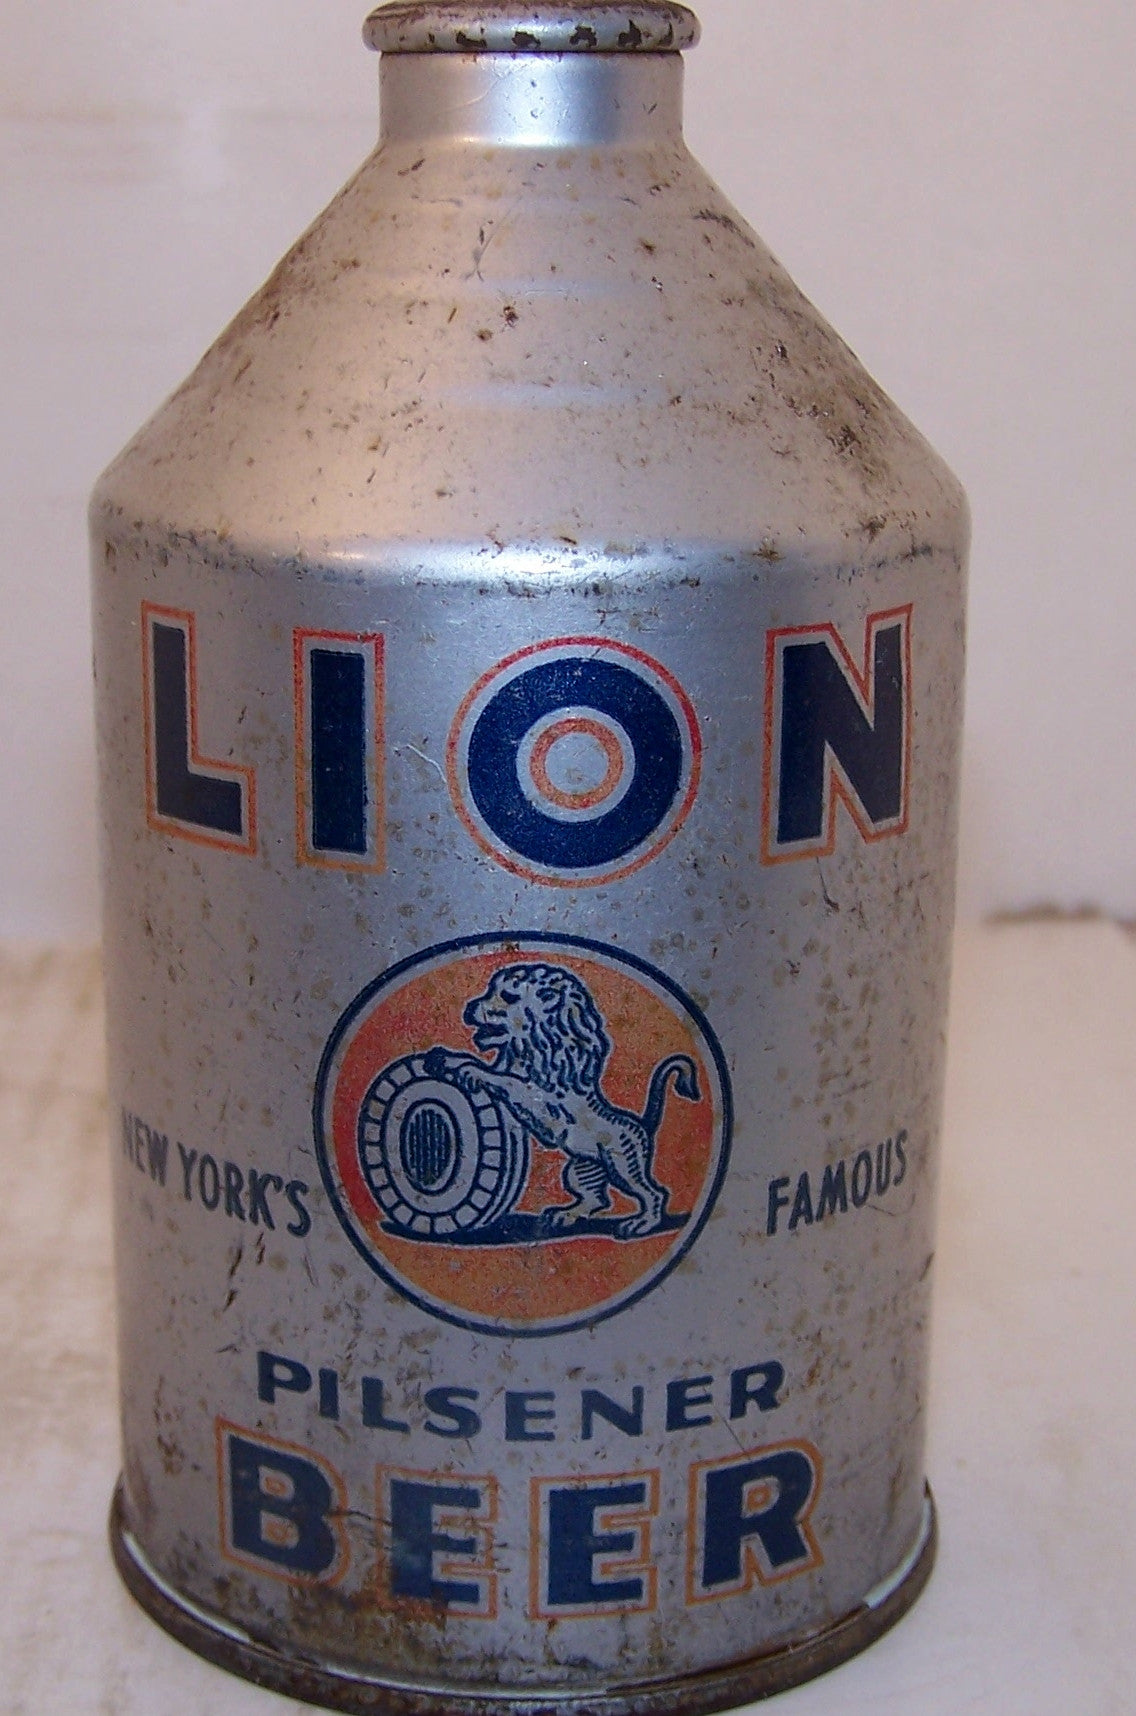 LION
NEW YORK'S FAMOUS
PILSENER
BEER